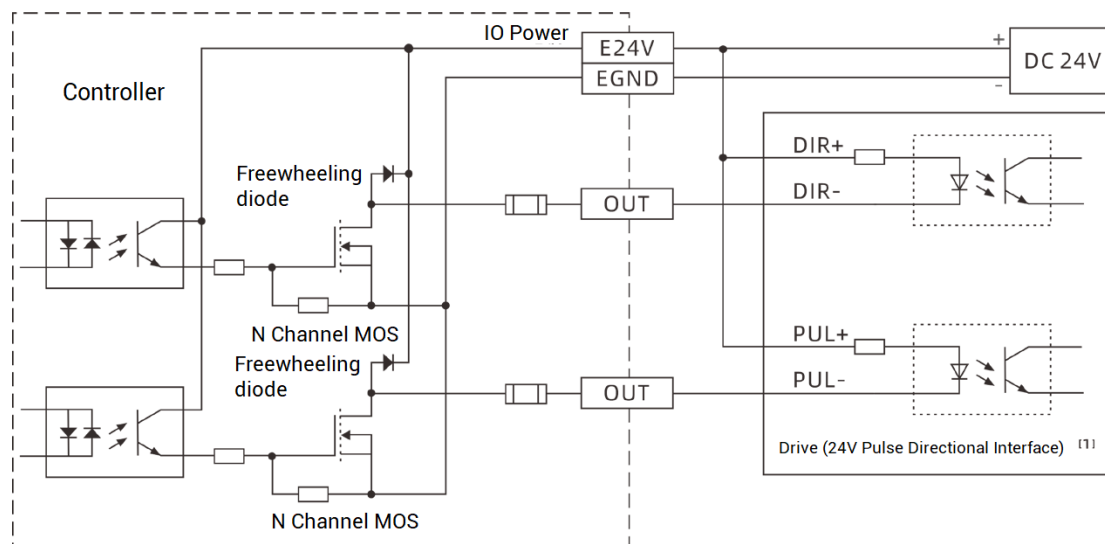 IO Power
E24V
+
DC 24V
EGND
-
Controller
DIR+
Freewheeling
diode
OUT
DIR-
N Channel MOS
PUL+
Freewheeling
diode
OUT
PUL-
Drive (24V Pulse Directional Interface) [1]
N Channel MOS